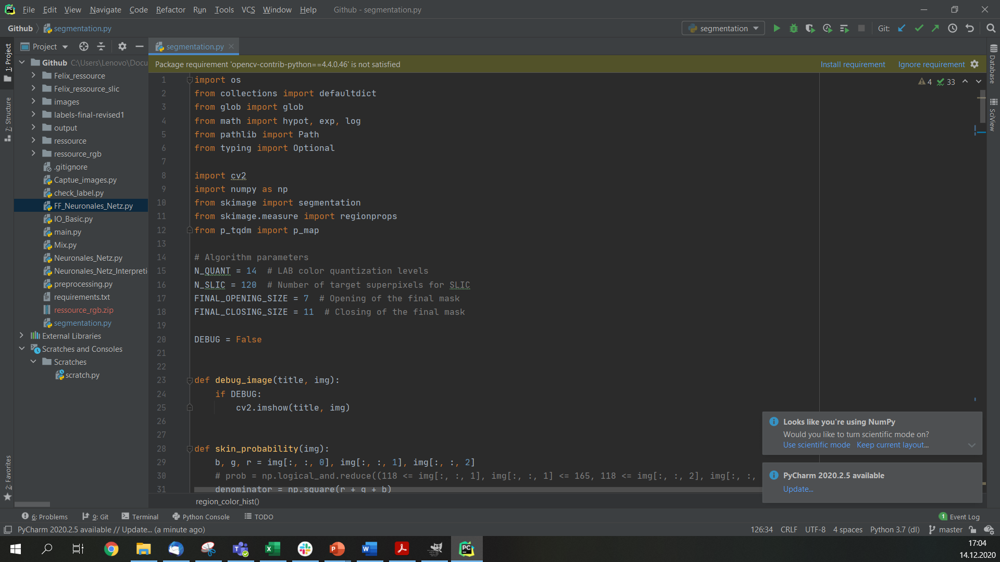 File Edit View Navigate Code Refactor Run Tools VCS Window Help Github - segmentation.py
Github segmentation.py segmentation Git:
1: Project
7: Structure
2: Favorites
Project
Github C:\Users\Lenovo\Docu
Felix_ressource
Felix_ressource_slic
images
labels-final-revised1
output
ressource
ressource_rgb
.gitignore
Captue_images.py
check_label.py
FF_Neuronales_Netz.py
IO_Basic.py
main.py
Mix.py
Neuronales_Netz.py
Neuronales_Netz_Interpreti
preprocessing.py
requirements.txt
ressource_rgb.zip
segmentation.py
External Libraries
Scratches and Consoles
Scratches
scratch.py
segmentation.py
Package requirement 'opencv-contrib-python==4.4.0.46' is not satisfied Install requirement Ignore requirement
4 33
1 import os
2 from collections import defaultdict
3 from glob import glob
4 from math import hypot, exp, log
5 from pathlib import Path
6 from typing import Optional
7
8 import cv2
9 import numpy as np
10 from skimage import segmentation
11 from skimage.measure import regionprops
12 from p_tqdm import p_map
13
14 # Algorithm parameters
15 N_QUANT = 14  # LAB color quantization levels
16 N_SLIC = 120  # Number of target superpixels for SLIC
17 FINAL_OPENING_SIZE = 7  # Opening of the final mask
18 FINAL_CLOSING_SIZE = 11  # Closing of the final mask
19
20 DEBUG = False
21
22
23 def debug_image(title, img):
24     if DEBUG:
25         cv2.imshow(title, img)
26
27
28 def skin_probability(img):
29     b, g, r = img[:, :, 0], img[:, :, 1], img[:, :, 2]
30     # prob = np.logical_and.reduce((118 <= img[:, :, 1], img[:, :, 1] <= 165, 118 <= img[:, :, 2], img[:, :,
31     denominator = np.square(r + g + b)
region_color_hist()
Database
SciView
Looks like you're using NumPy
Would you like to turn scientific mode on?
Use scientific mode Keep current layout...
PyCharm 2020.2.5 available
Update...
6: Problems 9: Git Terminal Python Console TODO 1 Event Log
PyCharm 2020.2.5 available // Update... (a minute ago) 126:34 CRLF UTF-8 4 spaces Python 3.7 (dl) master
17:04
14.12.2020